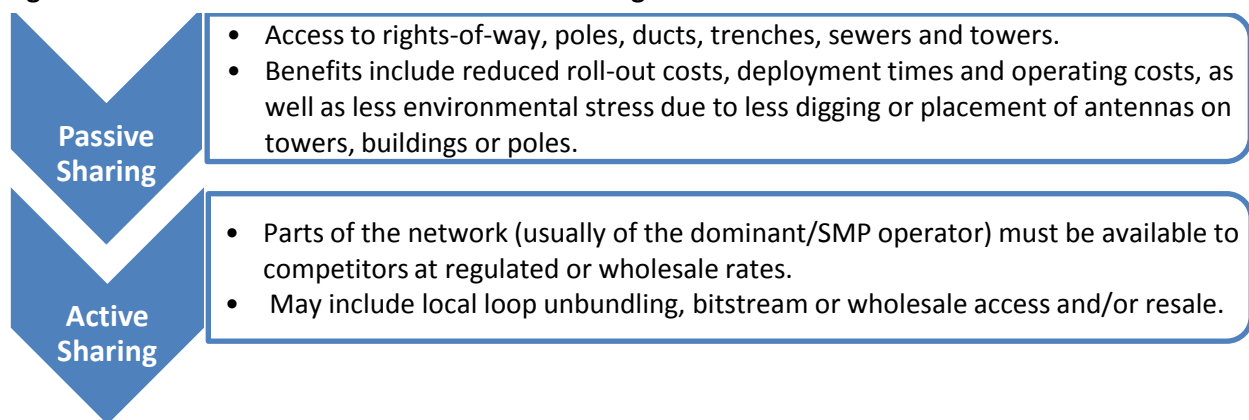 Passive
Sharing
• Access to rights-of-way, poles, ducts, trenches, sewers and towers.
• Benefits include reduced roll-out costs, deployment times and operating costs, as
well as less environmental stress due to less digging or placement of antennas on
towers, buildings or poles.
Active
Sharing
• Parts of the network (usually of the dominant/SMP operator) must be available to
competitors at regulated or wholesale rates.
• May include local loop unbundling, bitstream or wholesale access and/or resale.